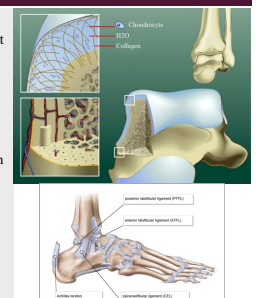 Chondrocyte
H2O
Collagen
posterior talofibular ligament (PTFL)
anterior talofibular ligament (ATFL)
Achilles tendon
calcaneofibular ligament (CFL)